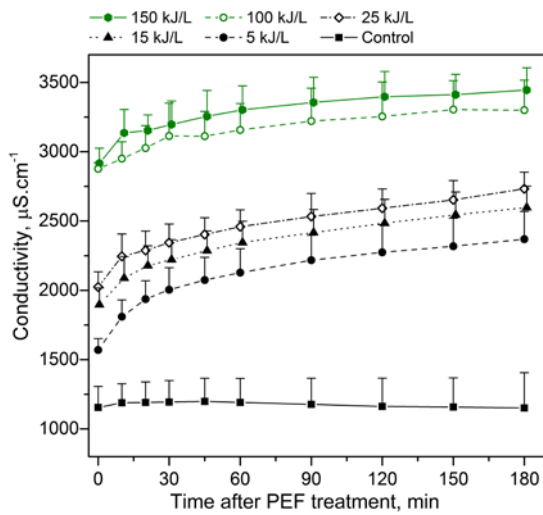 150 kJ/L 100 kJ/L 25 kJ/L
15 kJ/L 5 kJ/L Control
3500
3000
2500
2000
1500
1000
Conductivity, µS.cm⁻¹
0 30 60 90 120 150 180
Time after PEF treatment, min